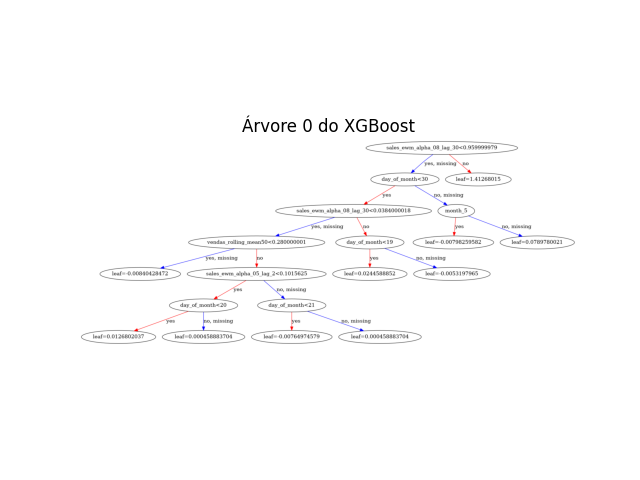 Árvore 0 do XGBoost
sales_ewm_alpha_08_lag_30<0.959999979
yes, missing
no
day_of_month<30
leaf=1.41268015
yes
no, missing
sales_ewm_alpha_08_lag_30<0.0384000018
month_5
yes, missing
no
yes
no, missing
vendas_rolling_mean50<0.280000001
day_of_month<19
leaf=-0.00798259582
leaf=0.0789780021
yes, missing
no
yes
no, missing
leaf=-0.00840428472
sales_ewm_alpha_05_lag_2<0.1015625
leaf=0.0244588852
leaf=-0.0053197965
yes
no, missing
day_of_month<20
day_of_month<21
yes
no, missing
yes
no, missing
leaf=0.0126802037
leaf=0.000458883704
leaf=-0.00764974579
leaf=0.000458883704